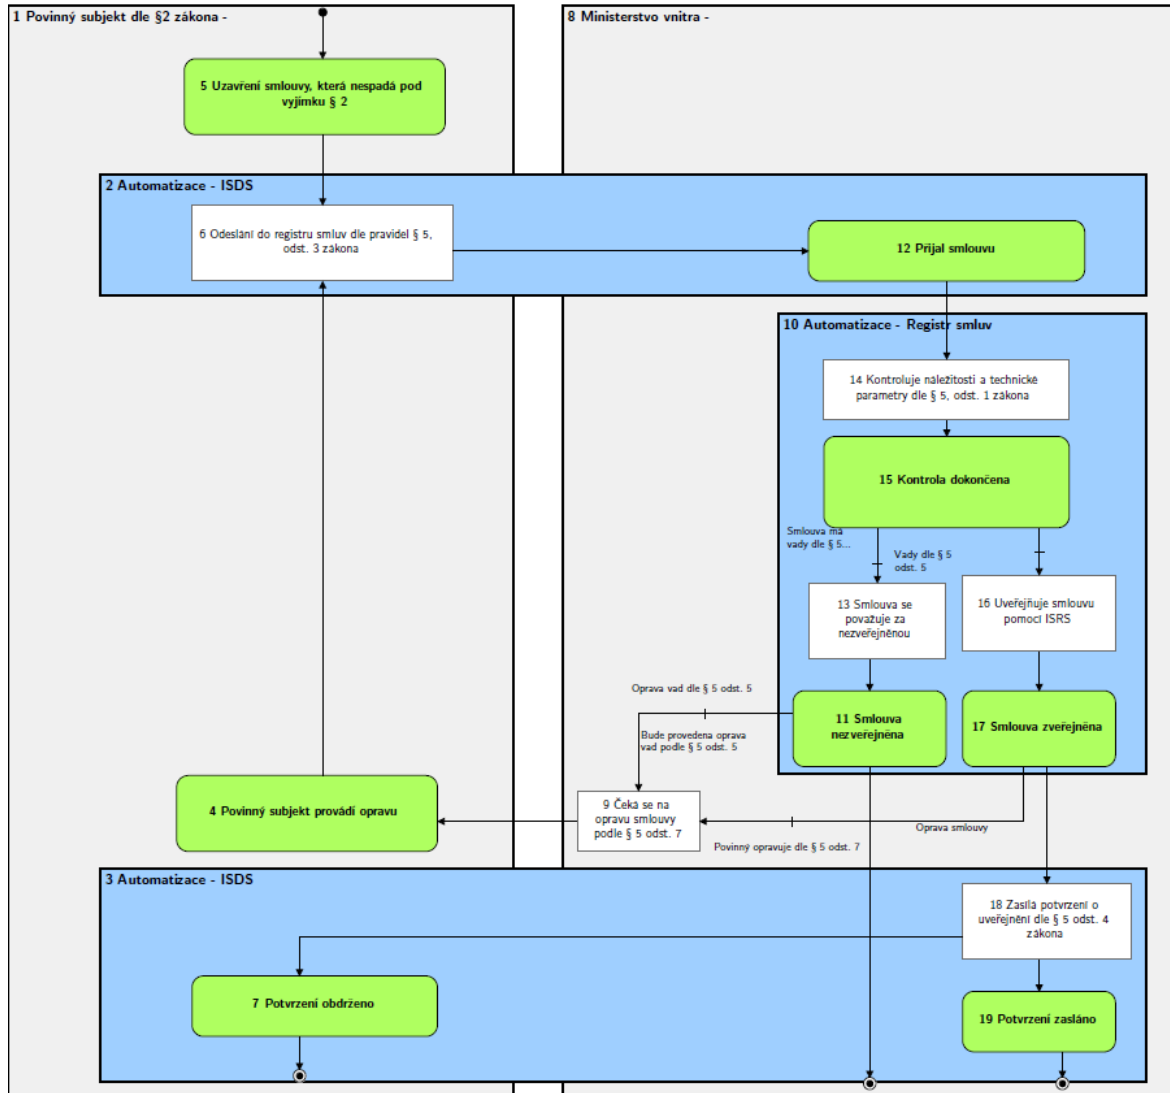 1 Povinný subjekt dle §2 zákona -
8 Ministerstvo vnitra -
5 Uzavření smlouvy, která nespadá pod
vyjímku § 2
2 Automatizace - ISDS
6 Odeslání do registru smluv dle pravidel § 5,
odst. 3 zákona
12 Přijal smlouvu
10 Automatizace - Registr smluv
14 Kontroluje náležitosti a technické
parametry dle § 5, odst. 1 zákona
15 Kontrola dokončena
Smlouva má
vady dle § 5...
Vady dle § 5
odst. 5
13 Smlouva se
považuje za
nezveřejněnou
16 Uveřejňuje smlouvu
pomocí ISRS
Oprava vad dle § 5 odst. 5
Bude provedena oprava
vad podle § 5 odst. 5
11 Smlouva
nezveřejněna
17 Smlouva zveřejněna
4 Povinný subjekt provádí opravu
9 Čeká se na
opravu smlouvy
podle § 5 odst. 7
Oprava smlouvy
Povinný opravuje dle § 5 odst. 7
3 Automatizace - ISDS
18 Zasílá potvrzení o
uveřejnění dle § 5 odst. 4
zákona
7 Potvrzení obdrženo
19 Potvrzení zasláno